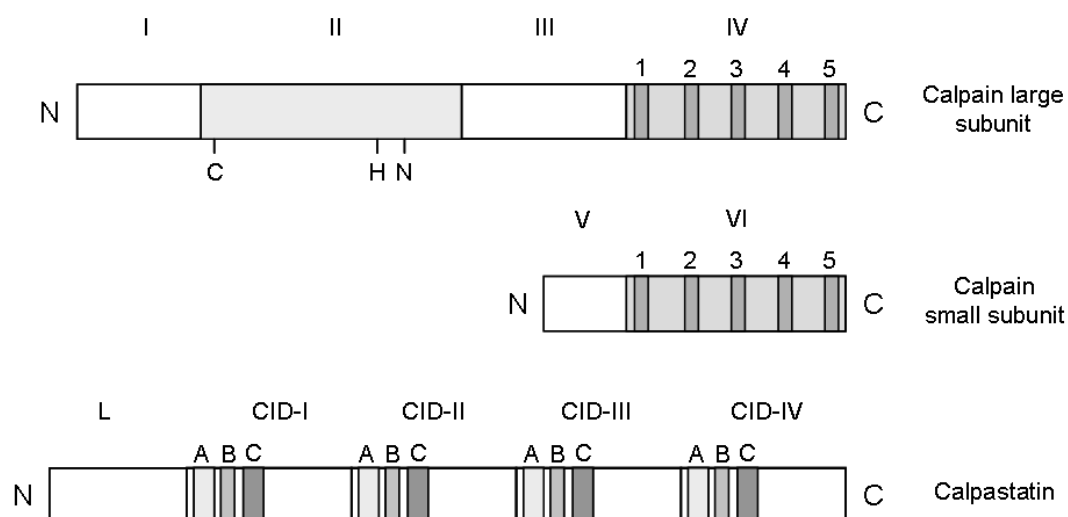 I II III IV
1 2 3 4 5
N C Calpain large
subunit
C H N
V VI
1 2 3 4 5
N C Calpain
small subunit
L CID-I CID-II CID-III CID-IV
A B C A B C A B C A B C
N C Calpastatin